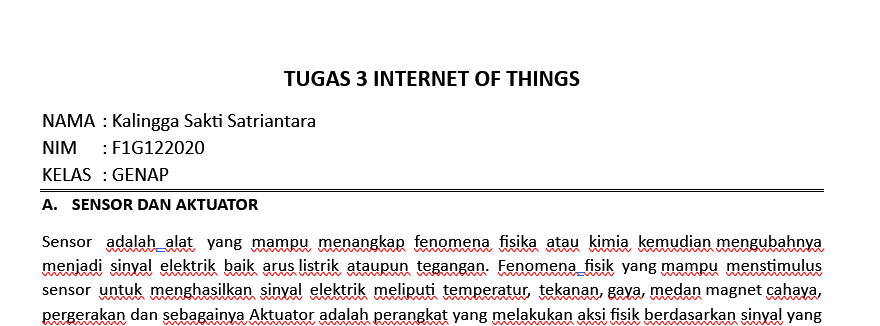 TUGAS 3 INTERNET OF THINGS
NAMA : Kalingga Sakti Satriantara
NIM : F1G122020
KELAS : GENAP
A. SENSOR DAN AKTUATOR
Sensor adalah alat yang mampu menangkap fenomena fisika atau kimia kemudian mengubahnya
menjadi sinyal elektrik baik arus listrik ataupun tegangan. Fenomena fisik yang mampu menstimulus
sensor untuk menghasilkan sinyal elektrik meliputi temperatur, tekanan, gaya, medan magnet cahaya,
pergerakan dan sebagainya Aktuator adalah perangkat yang melakukan aksi fisik berdasarkan sinyal yang